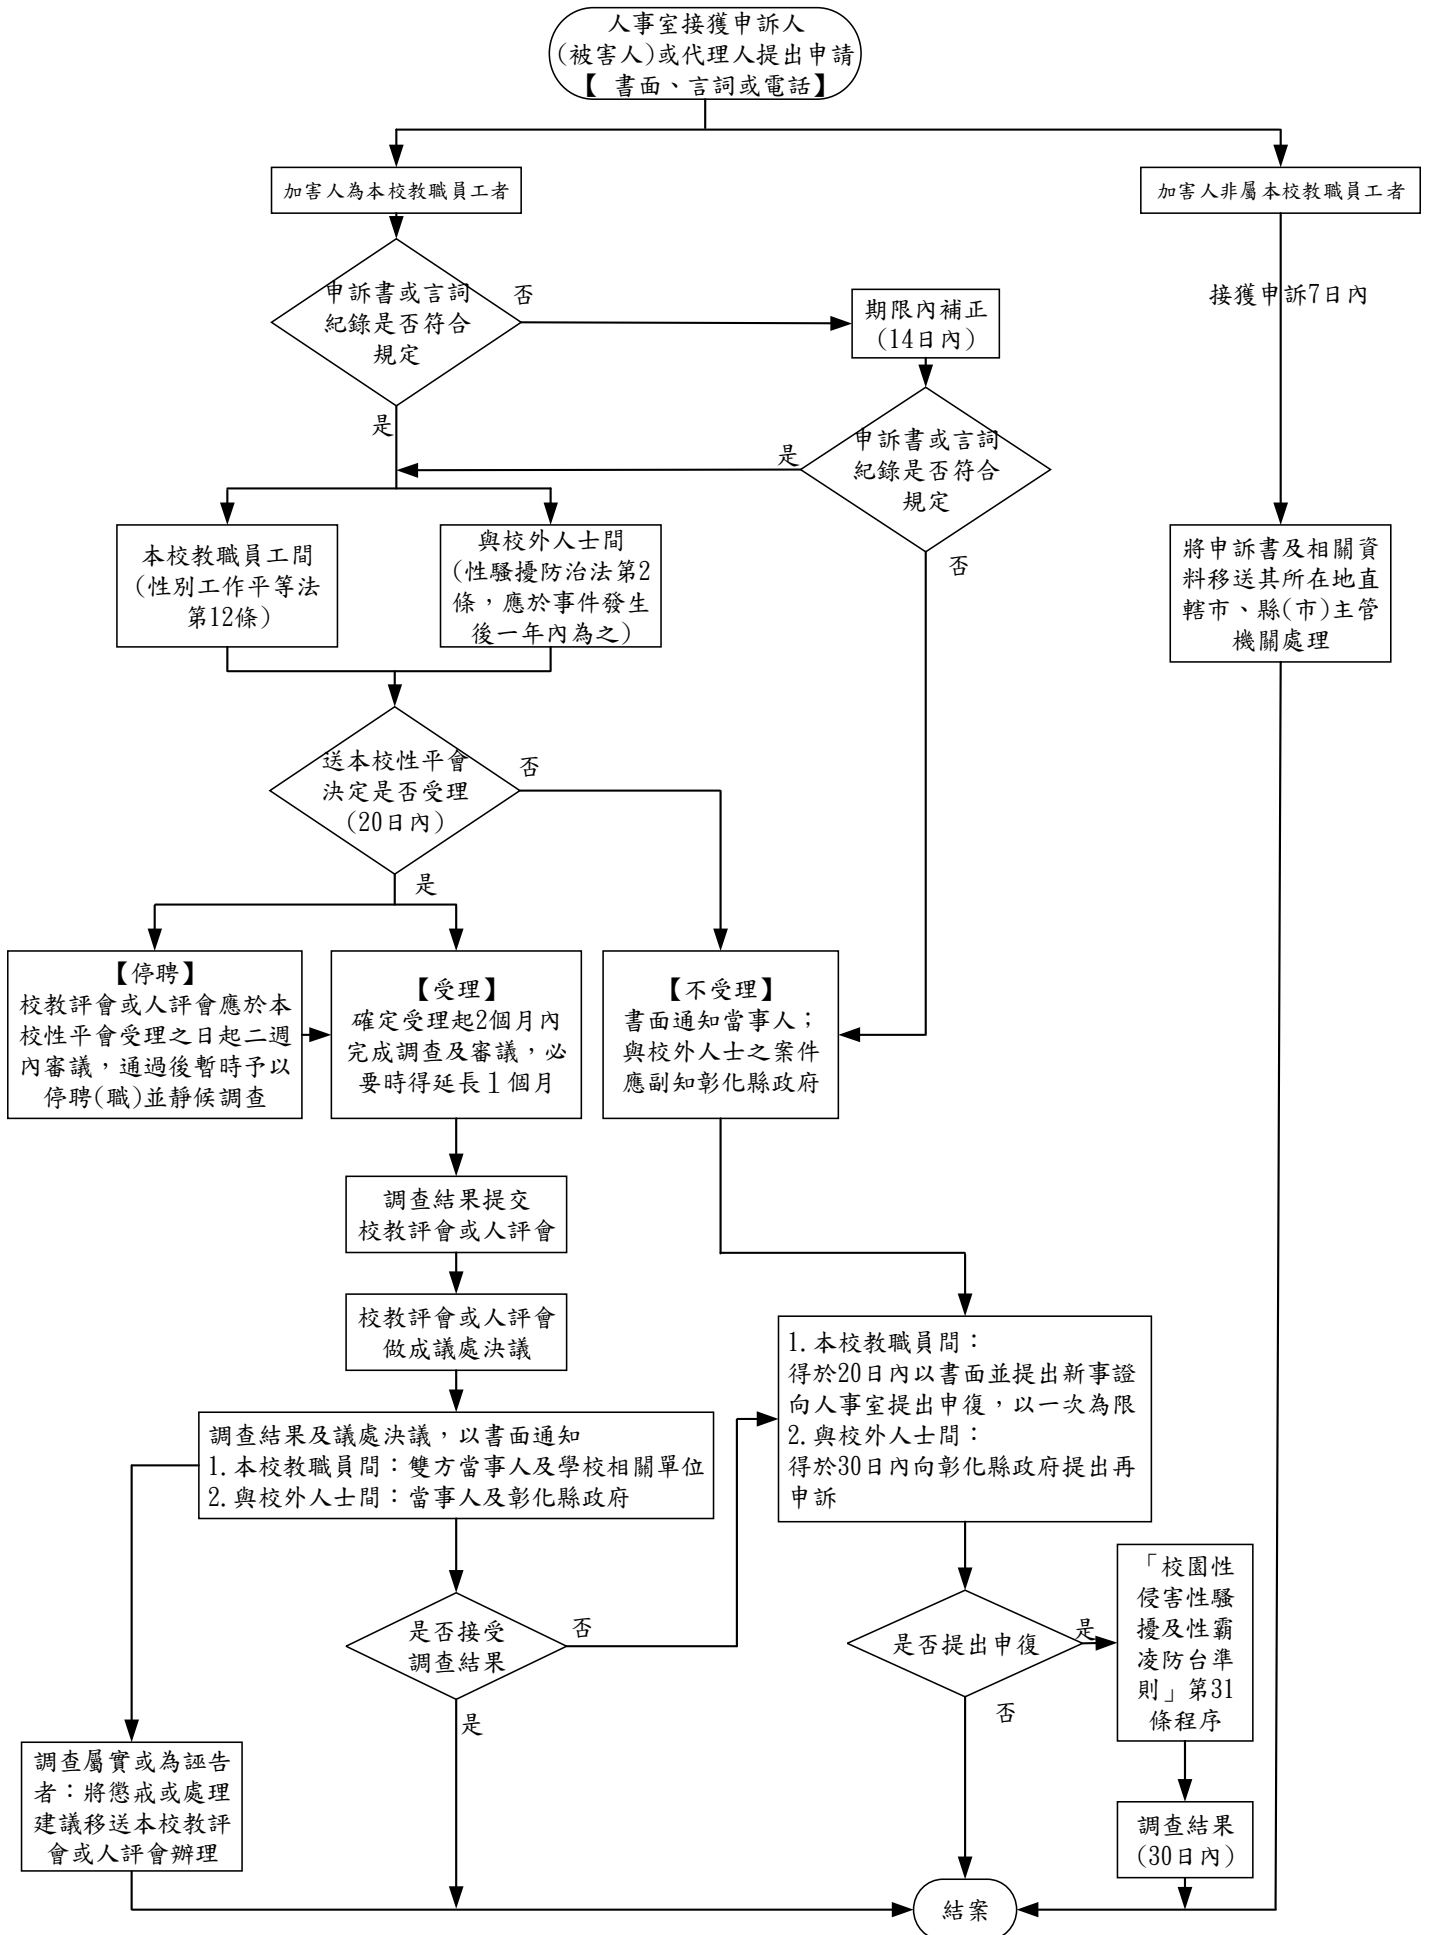 人事室接獲申訴人
(被害人)或代理人提出申請
【 書面、言詞或電話】
加害人為本校教職員工者
加害人非屬本校教職員工者
申訴書或言詞
紀錄是否符合
規定
否
期限內補正
(14日內)
接獲申訴7日內
是
申訴書或言詞
紀錄是否符合
規定
是
否
本校教職員工間
(性別工作平等法
第12條)
與校外人士間
(性騷擾防治法第2
條，應於事件發生
後一年內為之)
將申訴書及相關資
料移送其所在地直
轄市、縣(市)主管
機關處理
送本校性平會
決定是否受理
(20日內)
否
是
【停聘】
校教評會或人評會應於本
校性平會受理之日起二週
內審議，通過後暫時予以
停聘(職)並靜候調查
【受理】
確定受理起2個月內
完成調查及審議，必
要時得延長１個月
【不受理】
書面通知當事人；
與校外人士之案件
應副知彰化縣政府
調查結果提交
校教評會或人評會
校教評會或人評會
做成議處決議
1.本校教職員間：
得於20日內以書面並提出新事證
向人事室提出申復，以一次為限
2.與校外人士間：
得於30日內向彰化縣政府提出再
申訴
調查結果及議處決議，以書面通知
1.本校教職員間：雙方當事人及學校相關單位
2.與校外人士間：當事人及彰化縣政府
是否接受
調查結果
否
是
是否提出申復
是
否
「校園性
侵害性騷
擾及性霸
凌防台準
則」第31
條程序
調查屬實或為誣告
者：將懲戒或處理
建議移送本校教評
會或人評會辦理
調查結果
(30日內)
結案